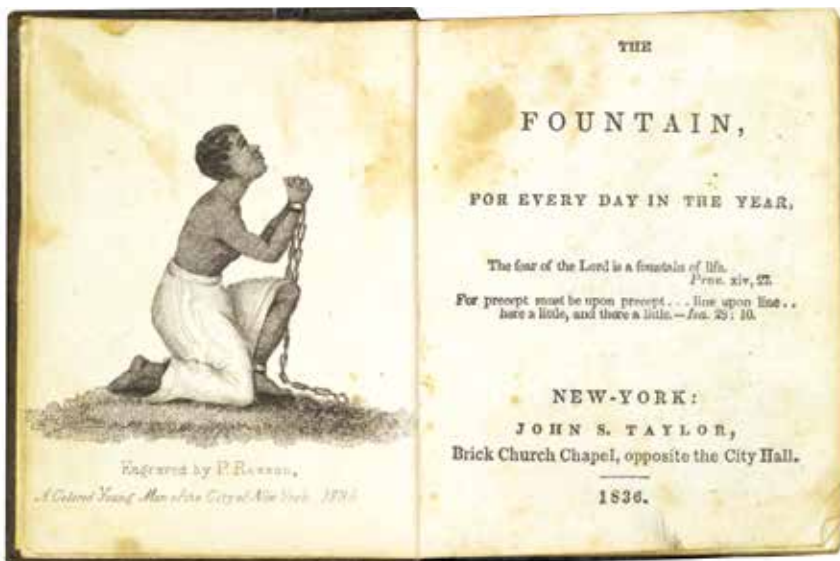 Engraved by P. Reason,
A Colored Young Man of the City of New York 1835
THE
FOUNTAIN,
FOR EVERY DAY IN THE YEAR,
The fear of the Lord is a fountain of life.
Prov. xiv, 27.
For precept must be upon precept . . . line upon line . .
here a little, and there a little.—Isa. 28: 10.
NEW-YORK:
JOHN S. TAYLOR,
Brick Church Chapel, opposite the City Hall.
1836.